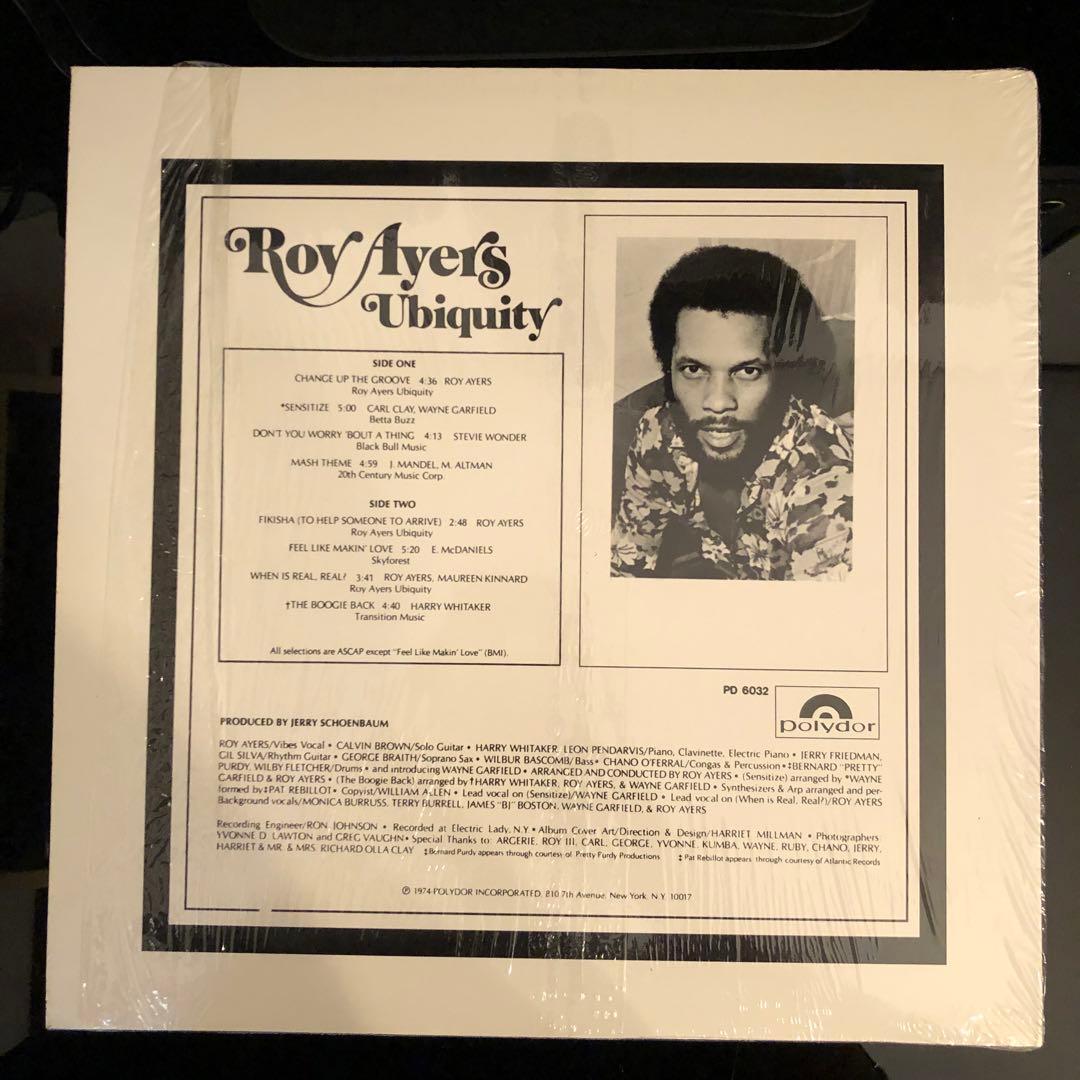 Roy Ayers
Ubiquity
SIDE ONE
CHANGE UP THE GROOVE 4:36 ROY AYERS
Roy Ayers Ubiquity
*SENSITIZE 5:00 CARL CLAY, WAYNE GARFIELD
Betta Buzz
DON'T YOU WORRY 'BOUT A THING 4:13 STEVIE WONDER
Black Bull Music
MASH THEME 4:59 J. MANDEL, M. ALTMAN
20th Century Music Corp.
SIDE TWO
FIKISHA (TO HELP SOMEONE TO ARRIVE) 2:48 ROY AYERS
Roy Ayers Ubiquity
FEEL LIKE MAKIN' LOVE 5:20 E. McDANIELS
Skyforest
WHEN IS REAL, REAL? 3:41 ROY AYERS, MAUREEN KINNARD
Roy Ayers Ubiquity
†THE BOOGIE BACK 4:40 HARRY WHITAKER
Transition Music
All selections are ASCAP except "Feel Like Makin' Love" (BMI).
PD 6032
polydor
PRODUCED BY JERRY SCHOENBAUM
ROY AYERS/Vibes Vocal • CALVIN BROWN/Solo Guitar • HARRY WHITAKER, LEON PENDARVIS/Piano, Clavinette, Electric Piano • JERRY FRIEDMAN,
GIL SILVA/Rhythm Guitar • GEORGE BRAITH/Soprano Sax • WILBUR BASCOMB/Bass • CHANO O'FERRAL/Congas & Percussion • ‡BERNARD "PRETTY"
PURDY, WILBY FLETCHER/Drums • and introducing WAYNE GARFIELD • ARRANGED AND CONDUCTED BY ROY AYERS • (Sensitize) arranged by *WAYNE
GARFIELD & ROY AYERS • (The Boogie Back) arranged by †HARRY WHITAKER, ROY AYERS, & WAYNE GARFIELD • Synthesizers & Arp arranged and per-
formed by ‡PAT REBILLOT • Copyist/WILLIAM ALLEN • Lead vocal on (Sensitize)/WAYNE GARFIELD • Lead vocal on (When is Real, Real?)/ROY AYERS
Background vocals/MONICA BURRUSS, TERRY BURRELL, JAMES "BJ" BOSTON, WAYNE GARFIELD, & ROY AYERS
Recording Engineer/RON JOHNSON • Recorded at Electric Lady, N.Y. • Album Cover Art/Direction & Design/HARRIET MILLMAN • Photographers
YVONNE D. LAWTON and GREG VAUGHN • Special Thanks to: ARGERIE, ROY III, CARL, GEORGE, YVONNE, KUMBA, WAYNE, RUBY, CHANO, JERRY,
HARRIET & MR. & MRS. RICHARD OLLA CLAY ‡Bernard Purdy appears through courtesy of Pretty Purdy Productions ‡Pat Rebillot appears through courtesy of Atlantic Records
℗ 1974 POLYDOR INCORPORATED, 810 7th Avenue, New York, N.Y. 10017